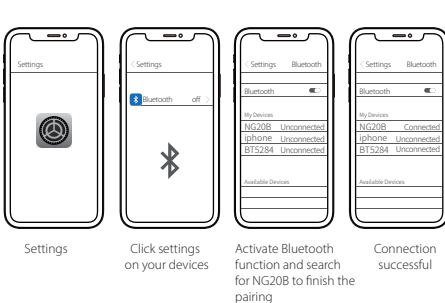 Settings
Settings
Bluetooth off
Settings Bluetooth
Bluetooth
My Devices
NG20B Unconnected
iphone Unconnected
BT5284 Unconnected
Available Devices
Settings Bluetooth
Bluetooth
My Devices
NG20B Connected
iphone Unconnected
BT5284 Unconnected
Available Devices
Settings
Click settings
on your devices
Activate Bluetooth
function and search
for NG20B to finish the
pairing
Connection
successful